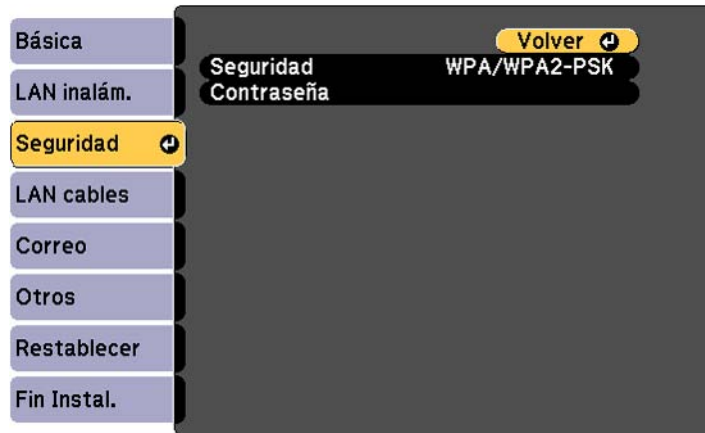 Básica
LAN inalám.
Seguridad
LAN cables
Correo
Otros
Restablecer
Fin Instal.
Volver
Seguridad WPA/WPA2-PSK
Contraseña